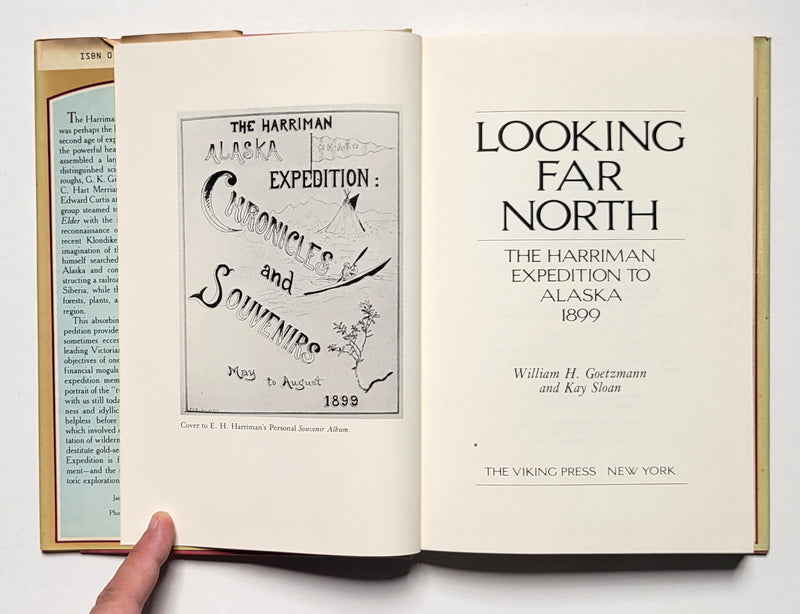 ISBN 0
The Harrima
was perhaps the
second age of exp
the powerful hea
assembled a larg
distinguished sci
roughs, G. K. Gi
C. Hart Merria
Edward Curtis an
group steamed to
Elder with the
reconnaissance o
recent Klondike
imagination of th
himself searched
Alaska and con
structing a railroa
Siberia, while th
forests, plants, a
region.
This absorbin
pedition provide
sometimes ecce
leading Victoria
objectives of one
financial moguls
expedition mem
portrait of the "t
with us still toda
ness and idyllic
helpless before
which involved
tation of wildern
destitute gold-se
Expedition is f
ment—and the
toric exploration
Ja
Pho
THE HARRIMAN
ALASKA
H·A·E
EXPEDITION:
CHRONICLES
and
SOUVENIRS
May to August
1899
Cover to E. H. Harriman's Personal Souvenir Album.
LOOKING
FAR
NORTH
THE HARRIMAN
EXPEDITION TO
ALASKA
1899
William H. Goetzmann
and Kay Sloan
THE VIKING PRESS NEW YORK